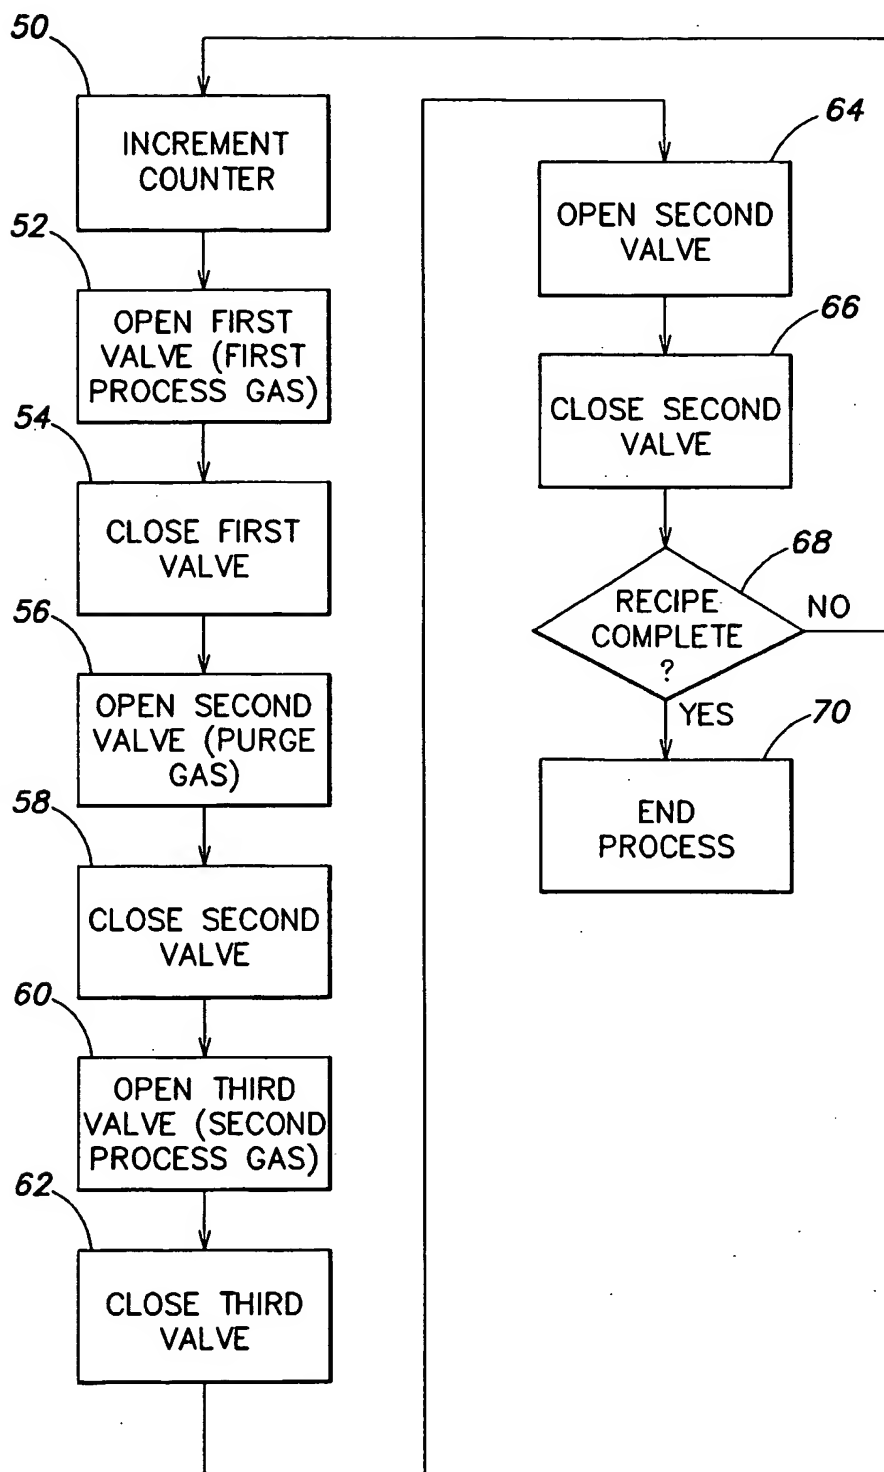 50
INCREMENT
COUNTER
52
OPEN FIRST
VALVE (FIRST
PROCESS GAS)
54
CLOSE FIRST
VALVE
56
OPEN SECOND
VALVE (PURGE
GAS)
58
CLOSE SECOND
VALVE
60
OPEN THIRD
VALVE (SECOND
PROCESS GAS)
62
CLOSE THIRD
VALVE
64
OPEN SECOND
VALVE
66
CLOSE SECOND
VALVE
68
RECIPE
COMPLETE
?
NO
YES
70
END
PROCESS